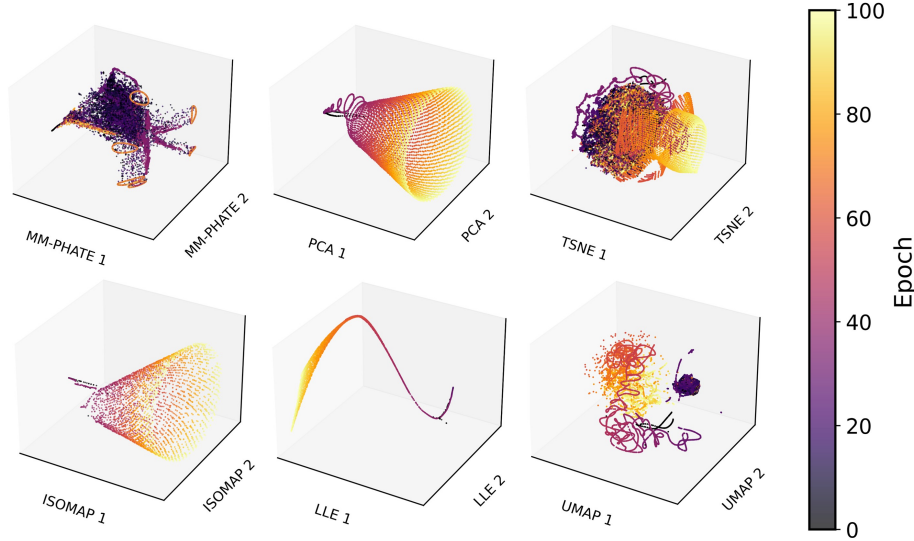 MM-PHATE 1
MM-PHATE 2
PCA 1
PCA 2
TSNE 1
TSNE 2
ISOMAP 1
ISOMAP 2
LLE 1
LLE 2
UMAP 1
UMAP 2
100
80
60
40
20
0
Epoch